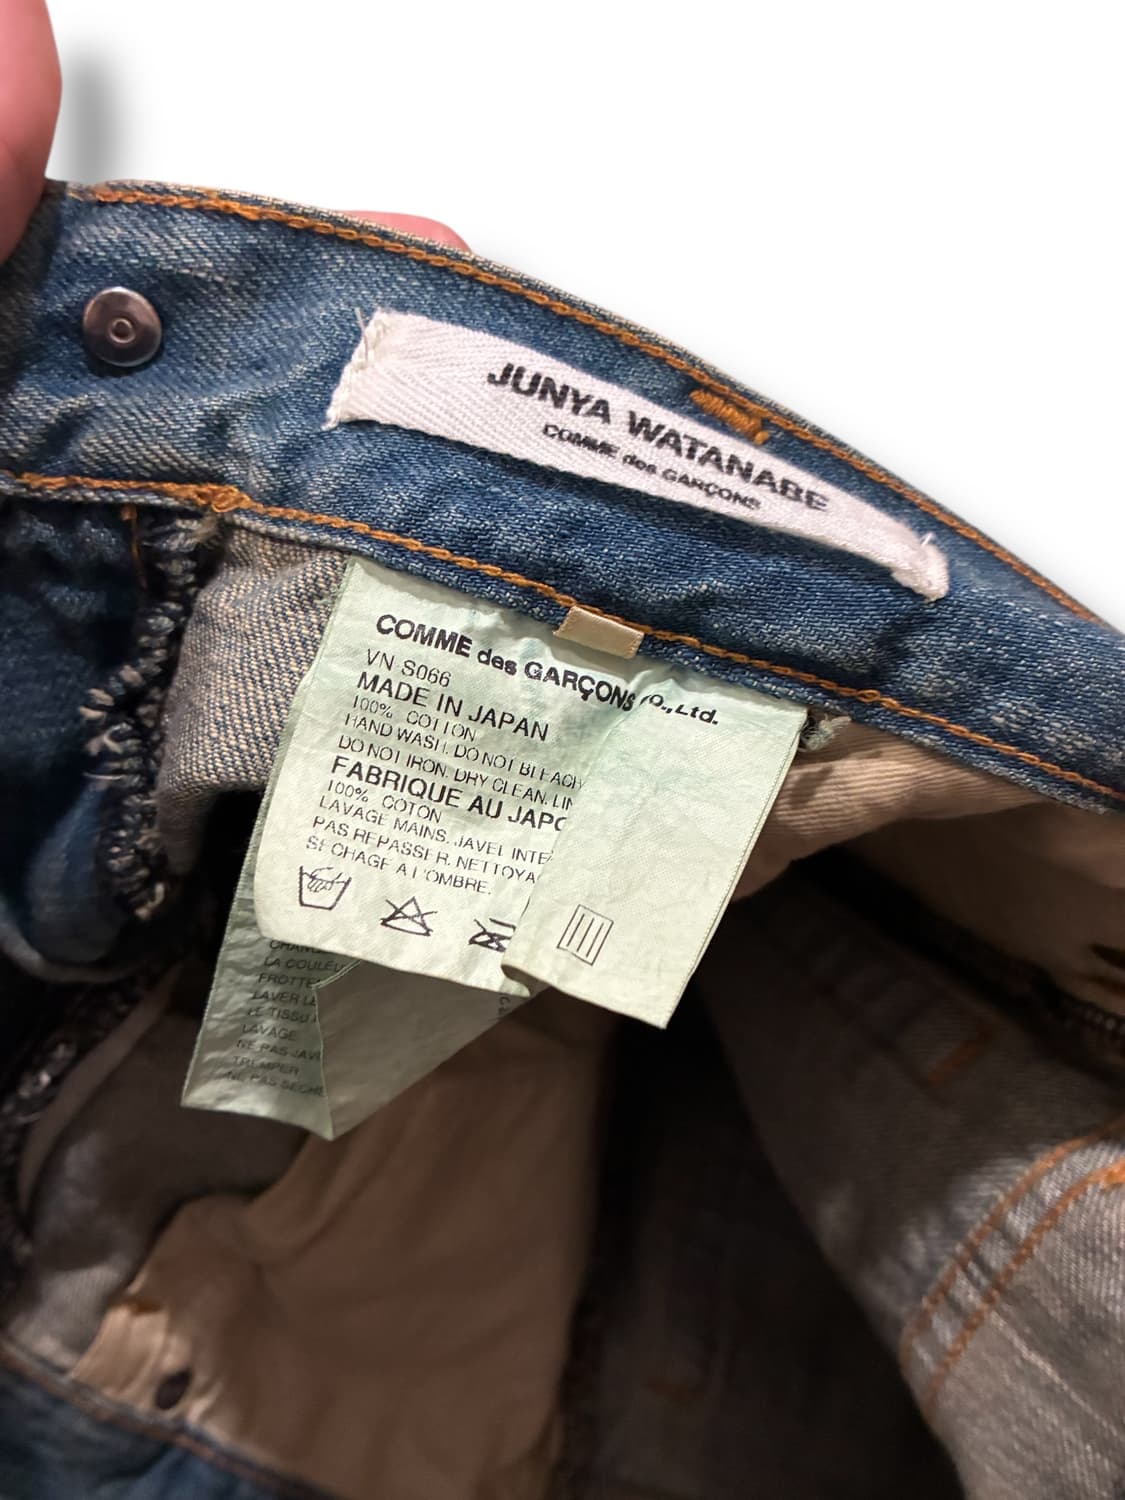 JUNYA WATANABE
COMME des GARÇONS
COMME des GARÇONS CO.,Ltd.
VN S066
MADE IN JAPAN
100% COTTON
HAND WASH. DO NOT BLEACH
DO NOT IRON. DRY CLEAN. LIN
FABRIQUE AU JAPO
100% COTON
LAVAGE MAINS. JAVEL INTE
PAS REPASSER. NETTOYA
SECHAGE A L'OMBRE.
LA COULEU
FROTTE
LAVER LE
LE TISSU
LAVAGE
NE PAS JAV
TREMPER
NE PAS SECHE